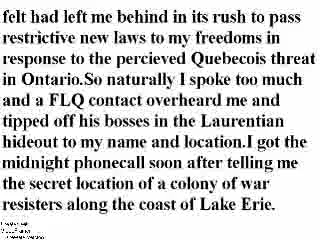 felt had left me behind in its rush to pass
restrictive new laws to my freedoms in
response to the percieved Quebecois threat
in Ontario.So naturally I spoke too much
and a FLQ contact overheard me and
tipped off his bosses in the Laurentian
hideout to my name and location.I got the
midnight phonecall soon after telling me
the secret location of a colony of war
resisters along the coast of Lake Erie.